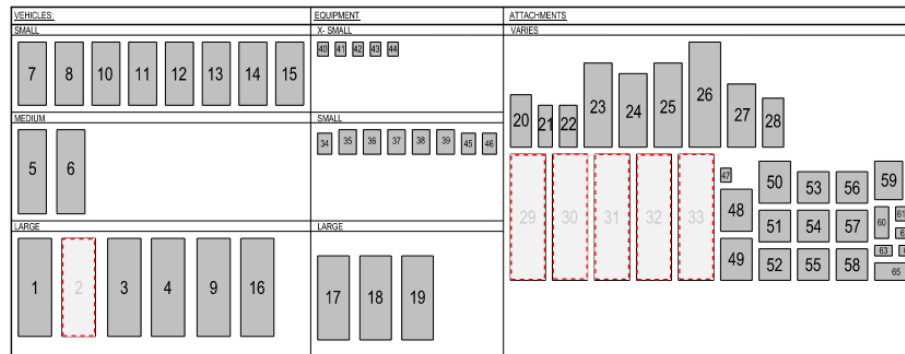 VEHICLES:
EQUIPMENT
ATTACHMENTS
SMALL
X- SMALL
VARIES
7 8 10 11 12 13 14 15
40 41 42 43 44
20 21 22 23 24 25 26 27 28
MEDIUM
SMALL
5 6
34 35 36 37 38 39 45 46
29 30 31 32 33
47 48 49
50 51 52
53 54 55
56 57 58
59 60 61
63
65
LARGE
LARGE
1 2 3 4 9 16
17 18 19